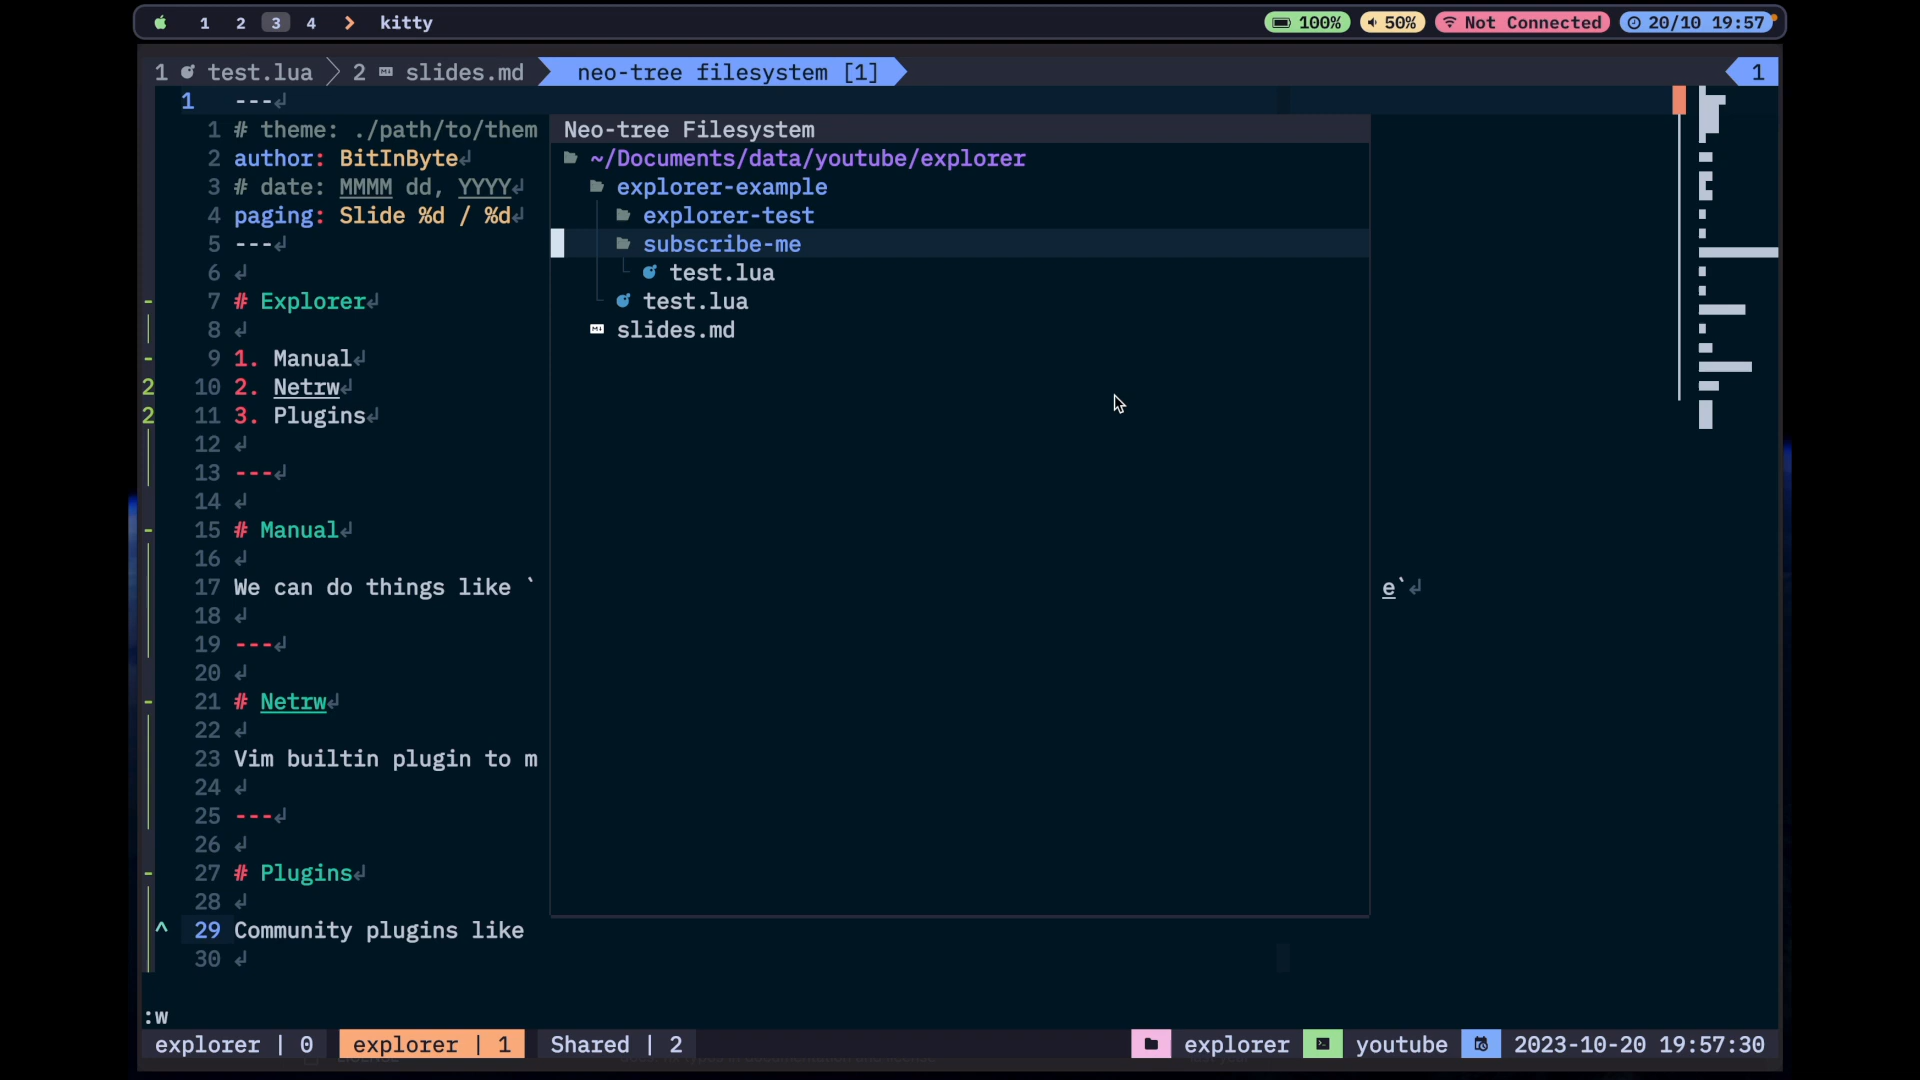 1 2 3 4 kitty 100% 50% Not Connected 20/10 19:57
1 test.lua 2 slides.md neo-tree filesystem [1] 1
1 ---
1 # theme: ./path/to/them
2 author: BitInByte
3 # date: MMMM dd, YYYY
4 paging: Slide %d / %d
5 ---
6
7 # Explorer
8
9 1. Manual
2 10 2. Netrw
2 11 3. Plugins
12
13 ---
14
15 # Manual
16
17 We can do things like ` e`
18
19 ---
20
21 # Netrw
22
23 Vim builtin plugin to m
24
25 ---
26
27 # Plugins
28
^ 29 Community plugins like
30
Neo-tree Filesystem
~/Documents/data/youtube/explorer
explorer-example
explorer-test
subscribe-me
test.lua
test.lua
slides.md
:w
explorer | 0 explorer | 1 Shared | 2 explorer youtube 2023-10-20 19:57:30